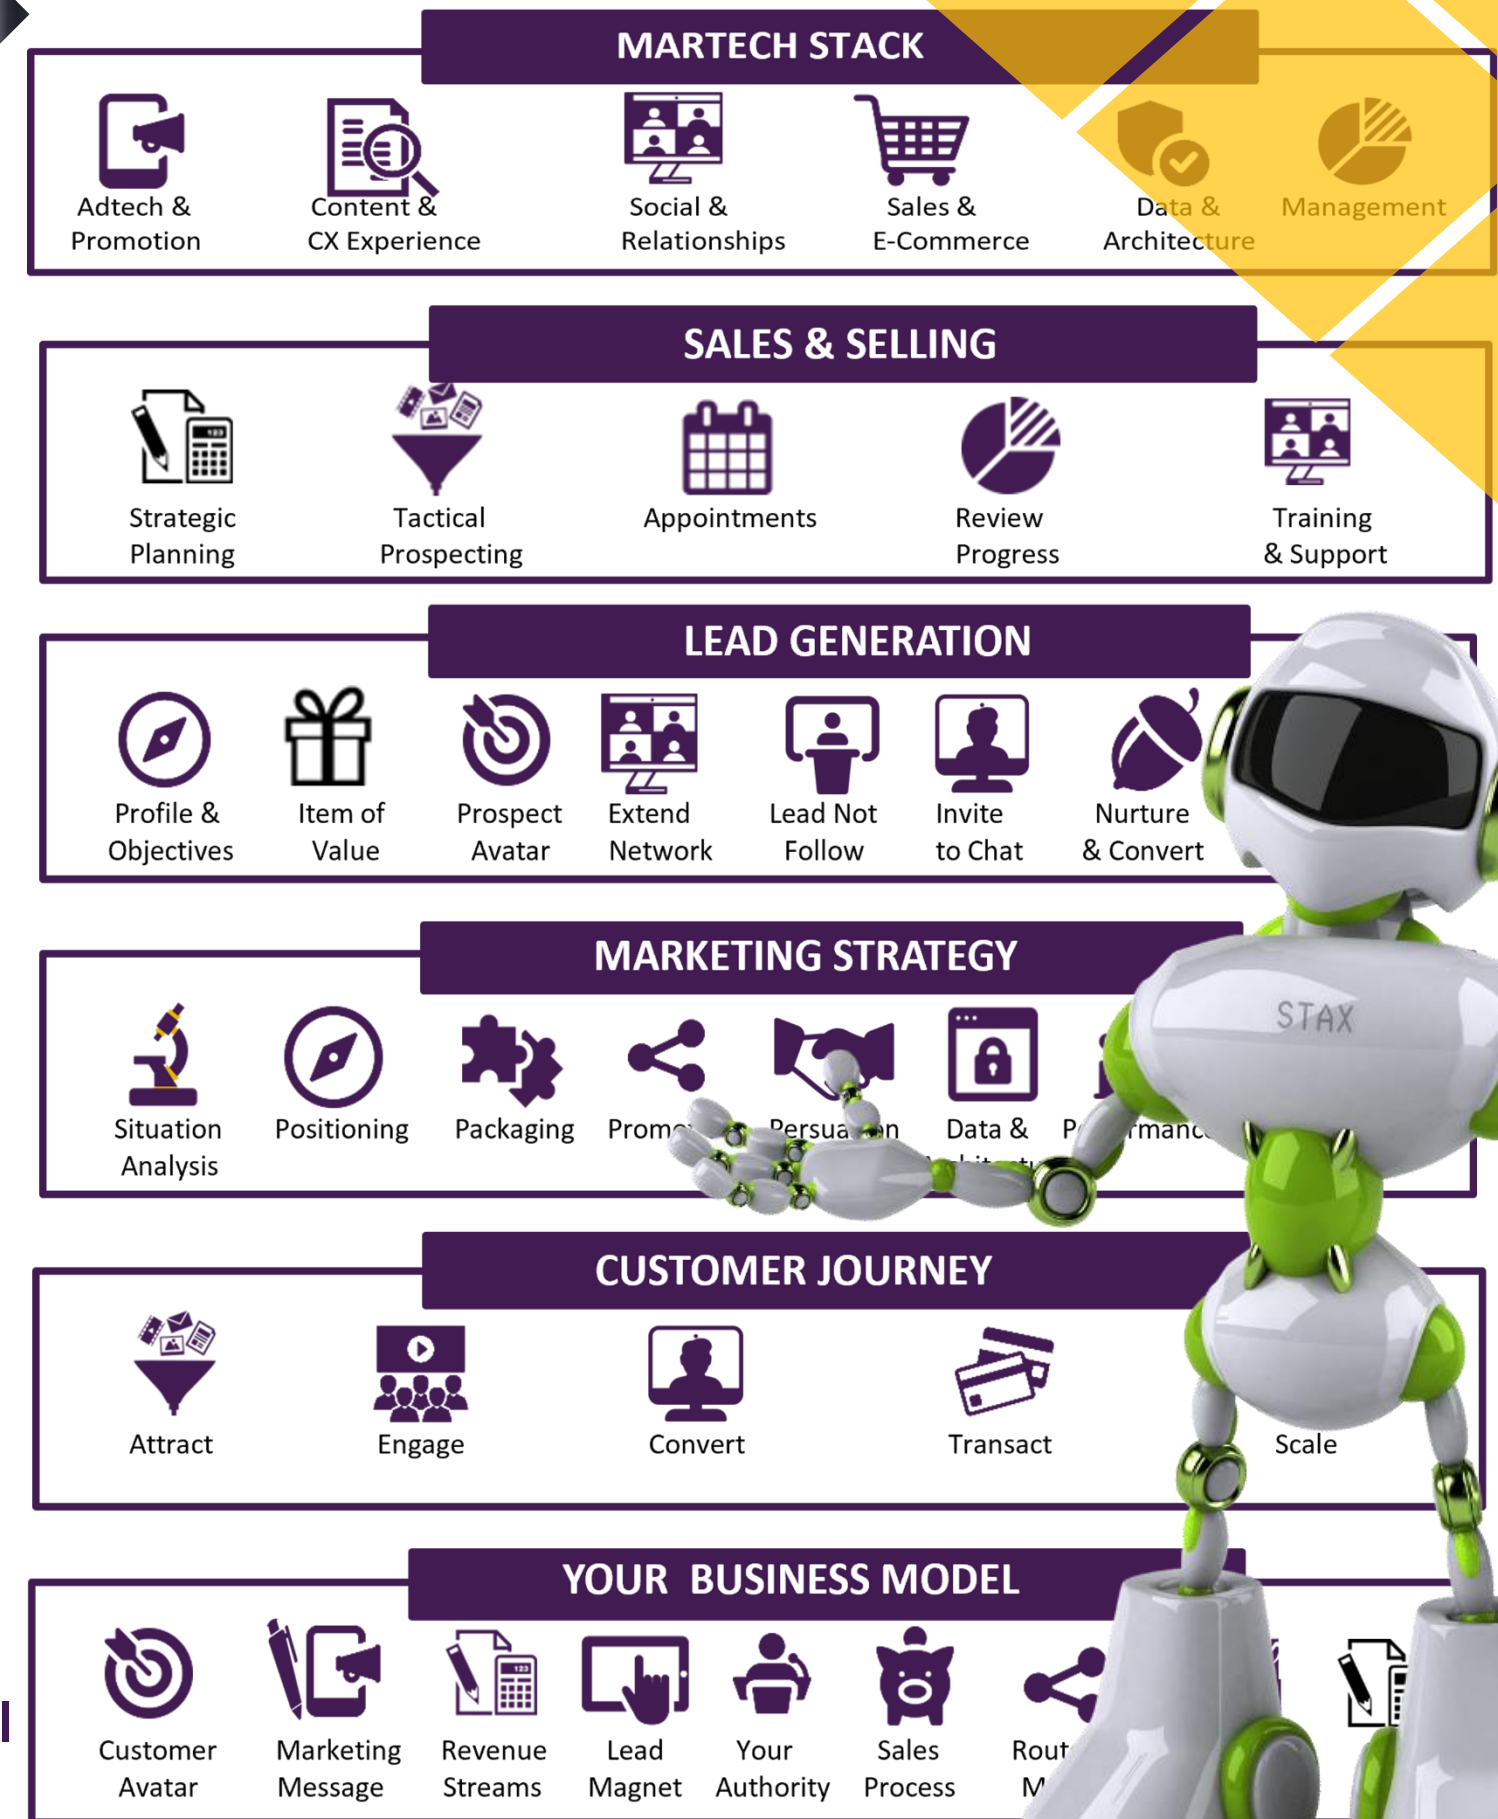 MARTECH STACK
Adtech &
Promotion
Content &
CX Experience
Social &
Relationships
Sales &
E-Commerce
Data &
Architecture
Management
SALES & SELLING
Strategic
Planning
Tactical
Prospecting
Appointments
Review
Progress
Training
& Support
LEAD GENERATION
Profile &
Objectives
Item of
Value
Prospect
Avatar
Extend
Network
Lead Not
Follow
Invite
to Chat
Nurture
& Convert
MARKETING STRATEGY
STAX
Situation
Analysis
Positioning
Packaging
Data &
CUSTOMER JOURNEY
Attract
Engage
Convert
Transact
Scale
YOUR BUSINESS MODEL
Customer
Avatar
Marketing
Message
Revenue
Streams
Lead
Magnet
Your
Authority
Sales
Process